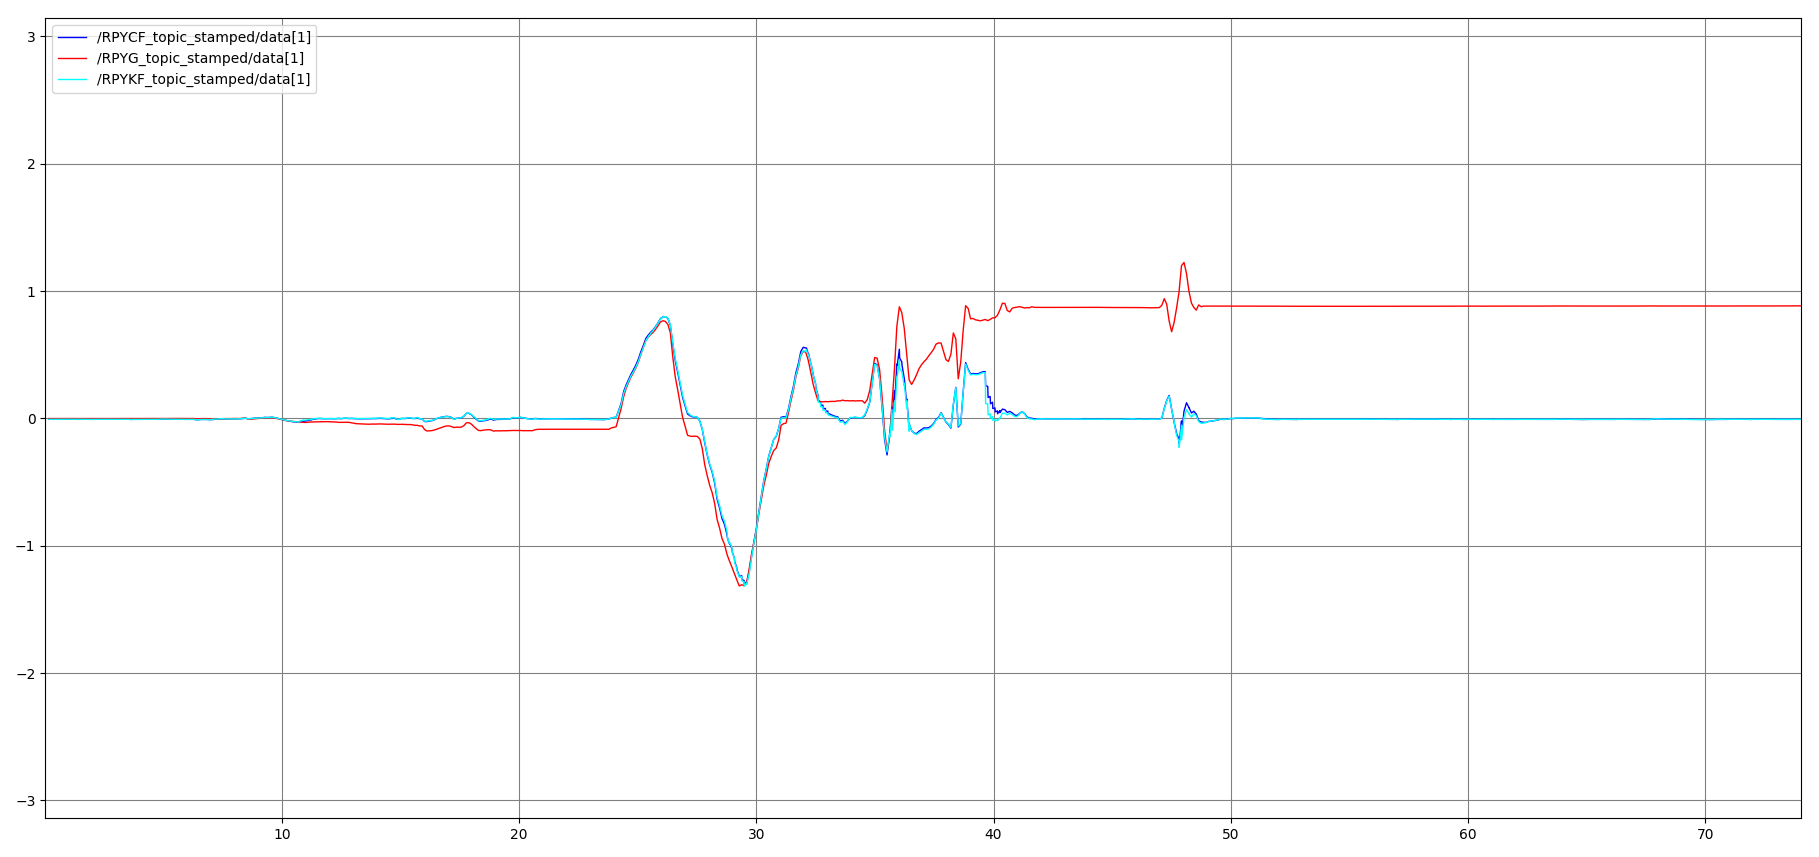 /RPYCF_topic_stamped/data[1]
/RPYG_topic_stamped/data[1]
/RPYKF_topic_stamped/data[1]
3
2
1
0
−1
−2
−3
10 20 30 40 50 60 70